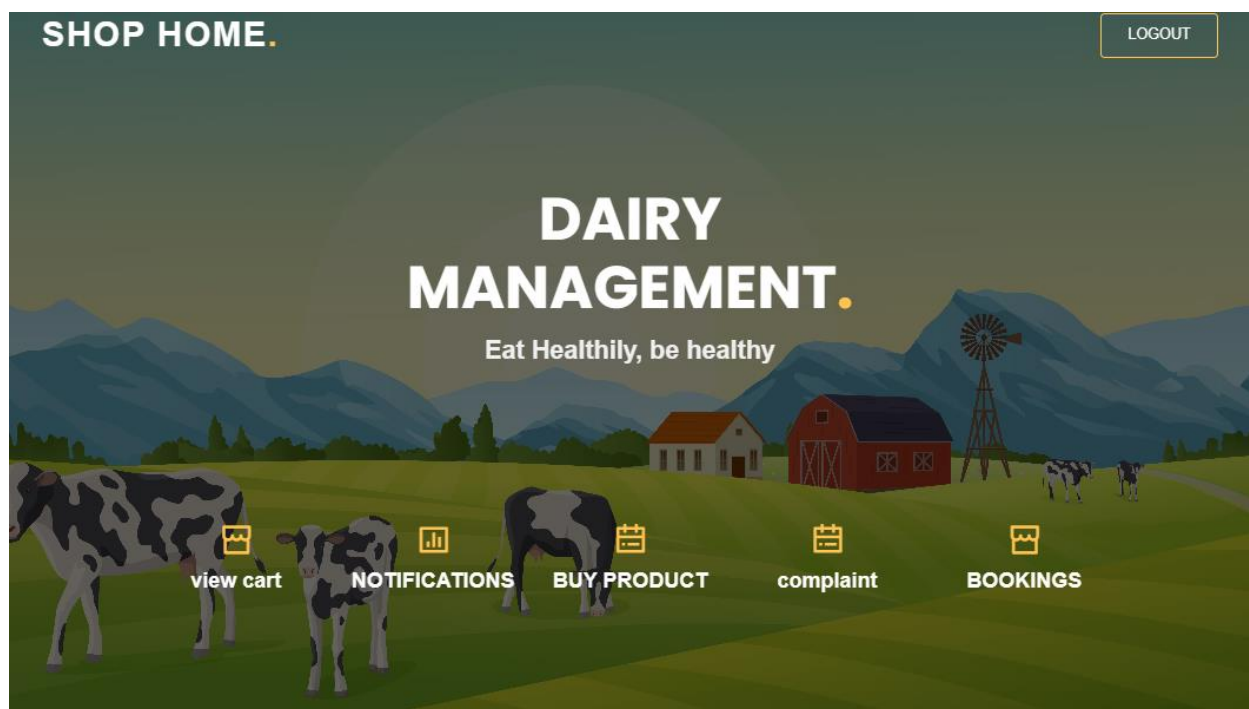 SHOP HOME.
LOGOUT
DAIRY
MANAGEMENT.
Eat Healthily, be healthy
view cart
NOTIFICATIONS
BUY PRODUCT
complaint
BOOKINGS